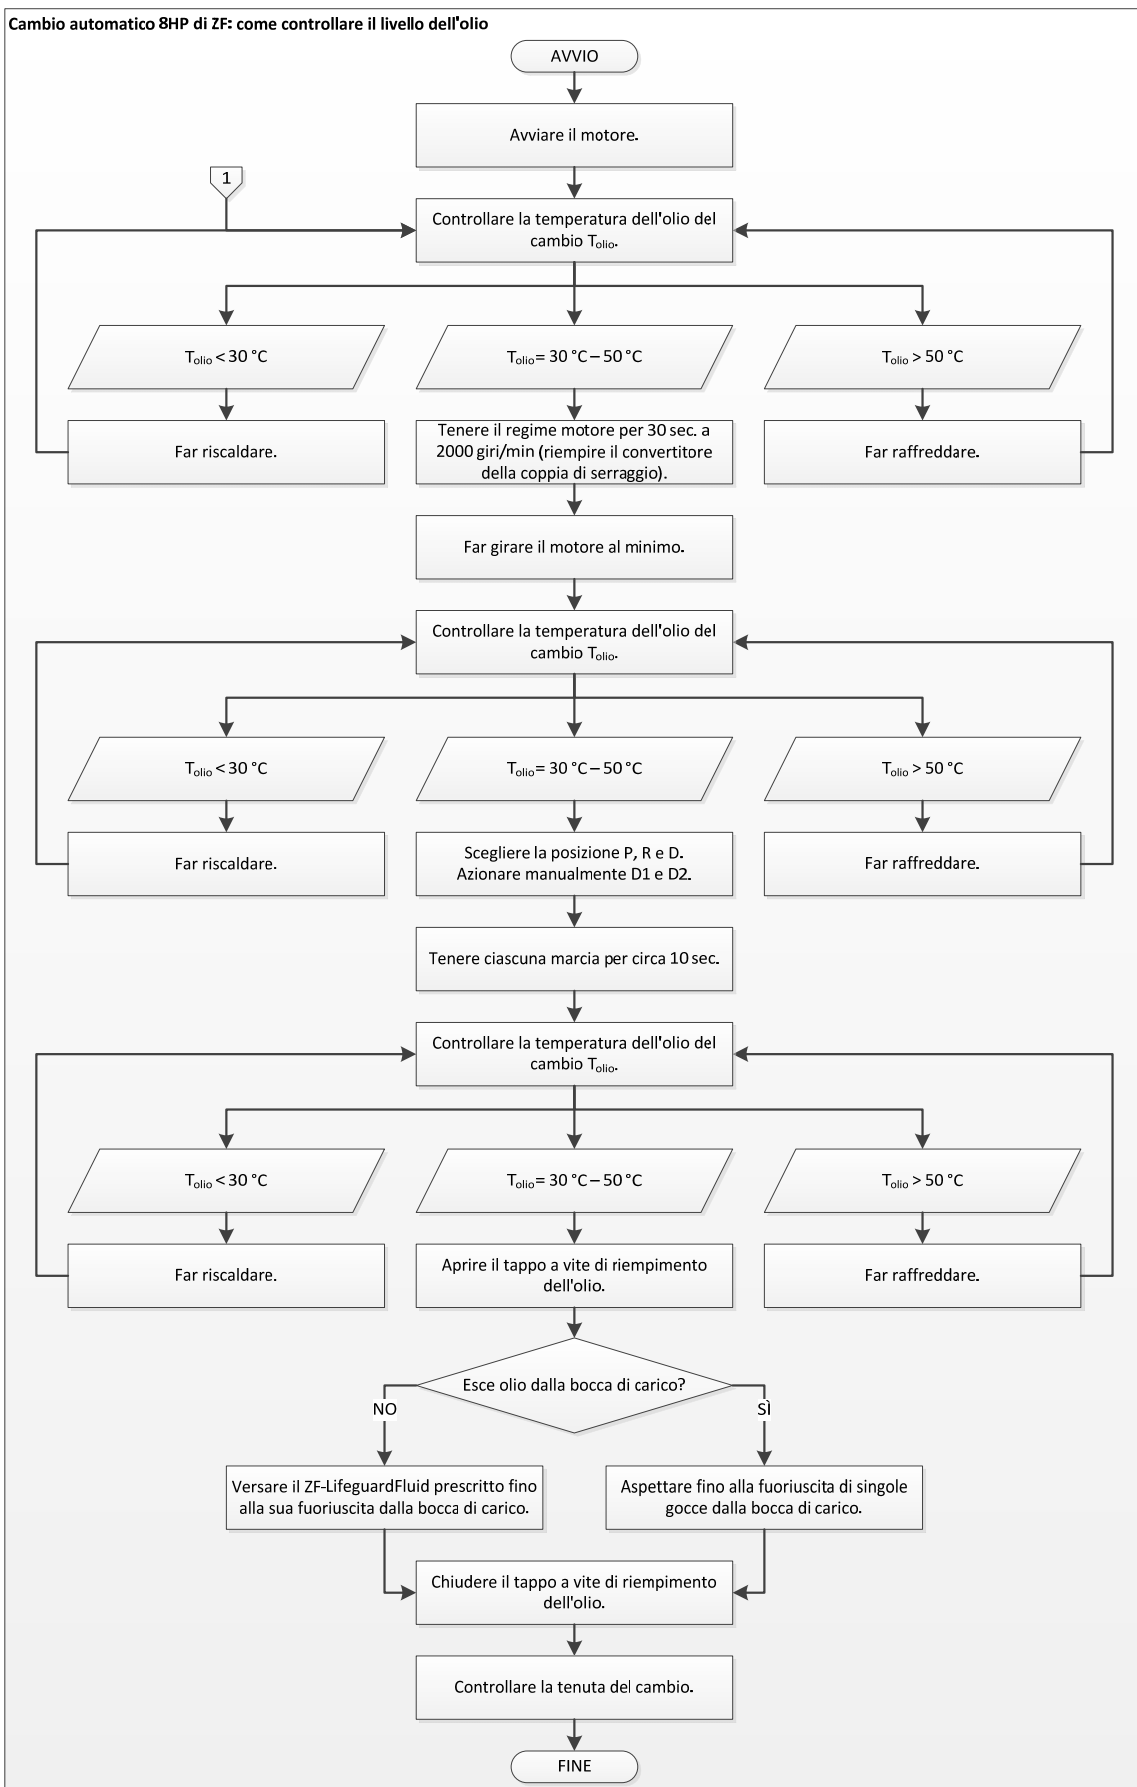 Cambio automatico 8HP di ZF: come controllare il livello dell'olio
AVVIO
Avviare il motore.
1
Controllare la temperatura dell'olio del
cambio Tolio.
Tolio < 30 °C
Tolio = 30 °C – 50 °C
Tolio > 50 °C
Far riscaldare.
Tenere il regime motore per 30 sec. a
2000 giri/min (riempire il convertitore
della coppia di serraggio).
Far raffreddare.
Far girare il motore al minimo.
Controllare la temperatura dell'olio del
cambio Tolio.
Tolio < 30 °C
Tolio = 30 °C – 50 °C
Tolio > 50 °C
Far riscaldare.
Scegliere la posizione P, R e D.
Azionare manualmente D1 e D2.
Far raffreddare.
Tenere ciascuna marcia per circa 10 sec.
Controllare la temperatura dell'olio del
cambio Tolio.
Tolio < 30 °C
Tolio = 30 °C – 50 °C
Tolio > 50 °C
Far riscaldare.
Aprire il tappo a vite di riempimento
dell'olio.
Far raffreddare.
Esce olio dalla bocca di carico?
NO
SÌ
Versare il ZF-LifeguardFluid prescritto fino
alla sua fuoriuscita dalla bocca di carico.
Aspettare fino alla fuoriuscita di singole
gocce dalla bocca di carico.
Chiudere il tappo a vite di riempimento
dell'olio.
Controllare la tenuta del cambio.
FINE